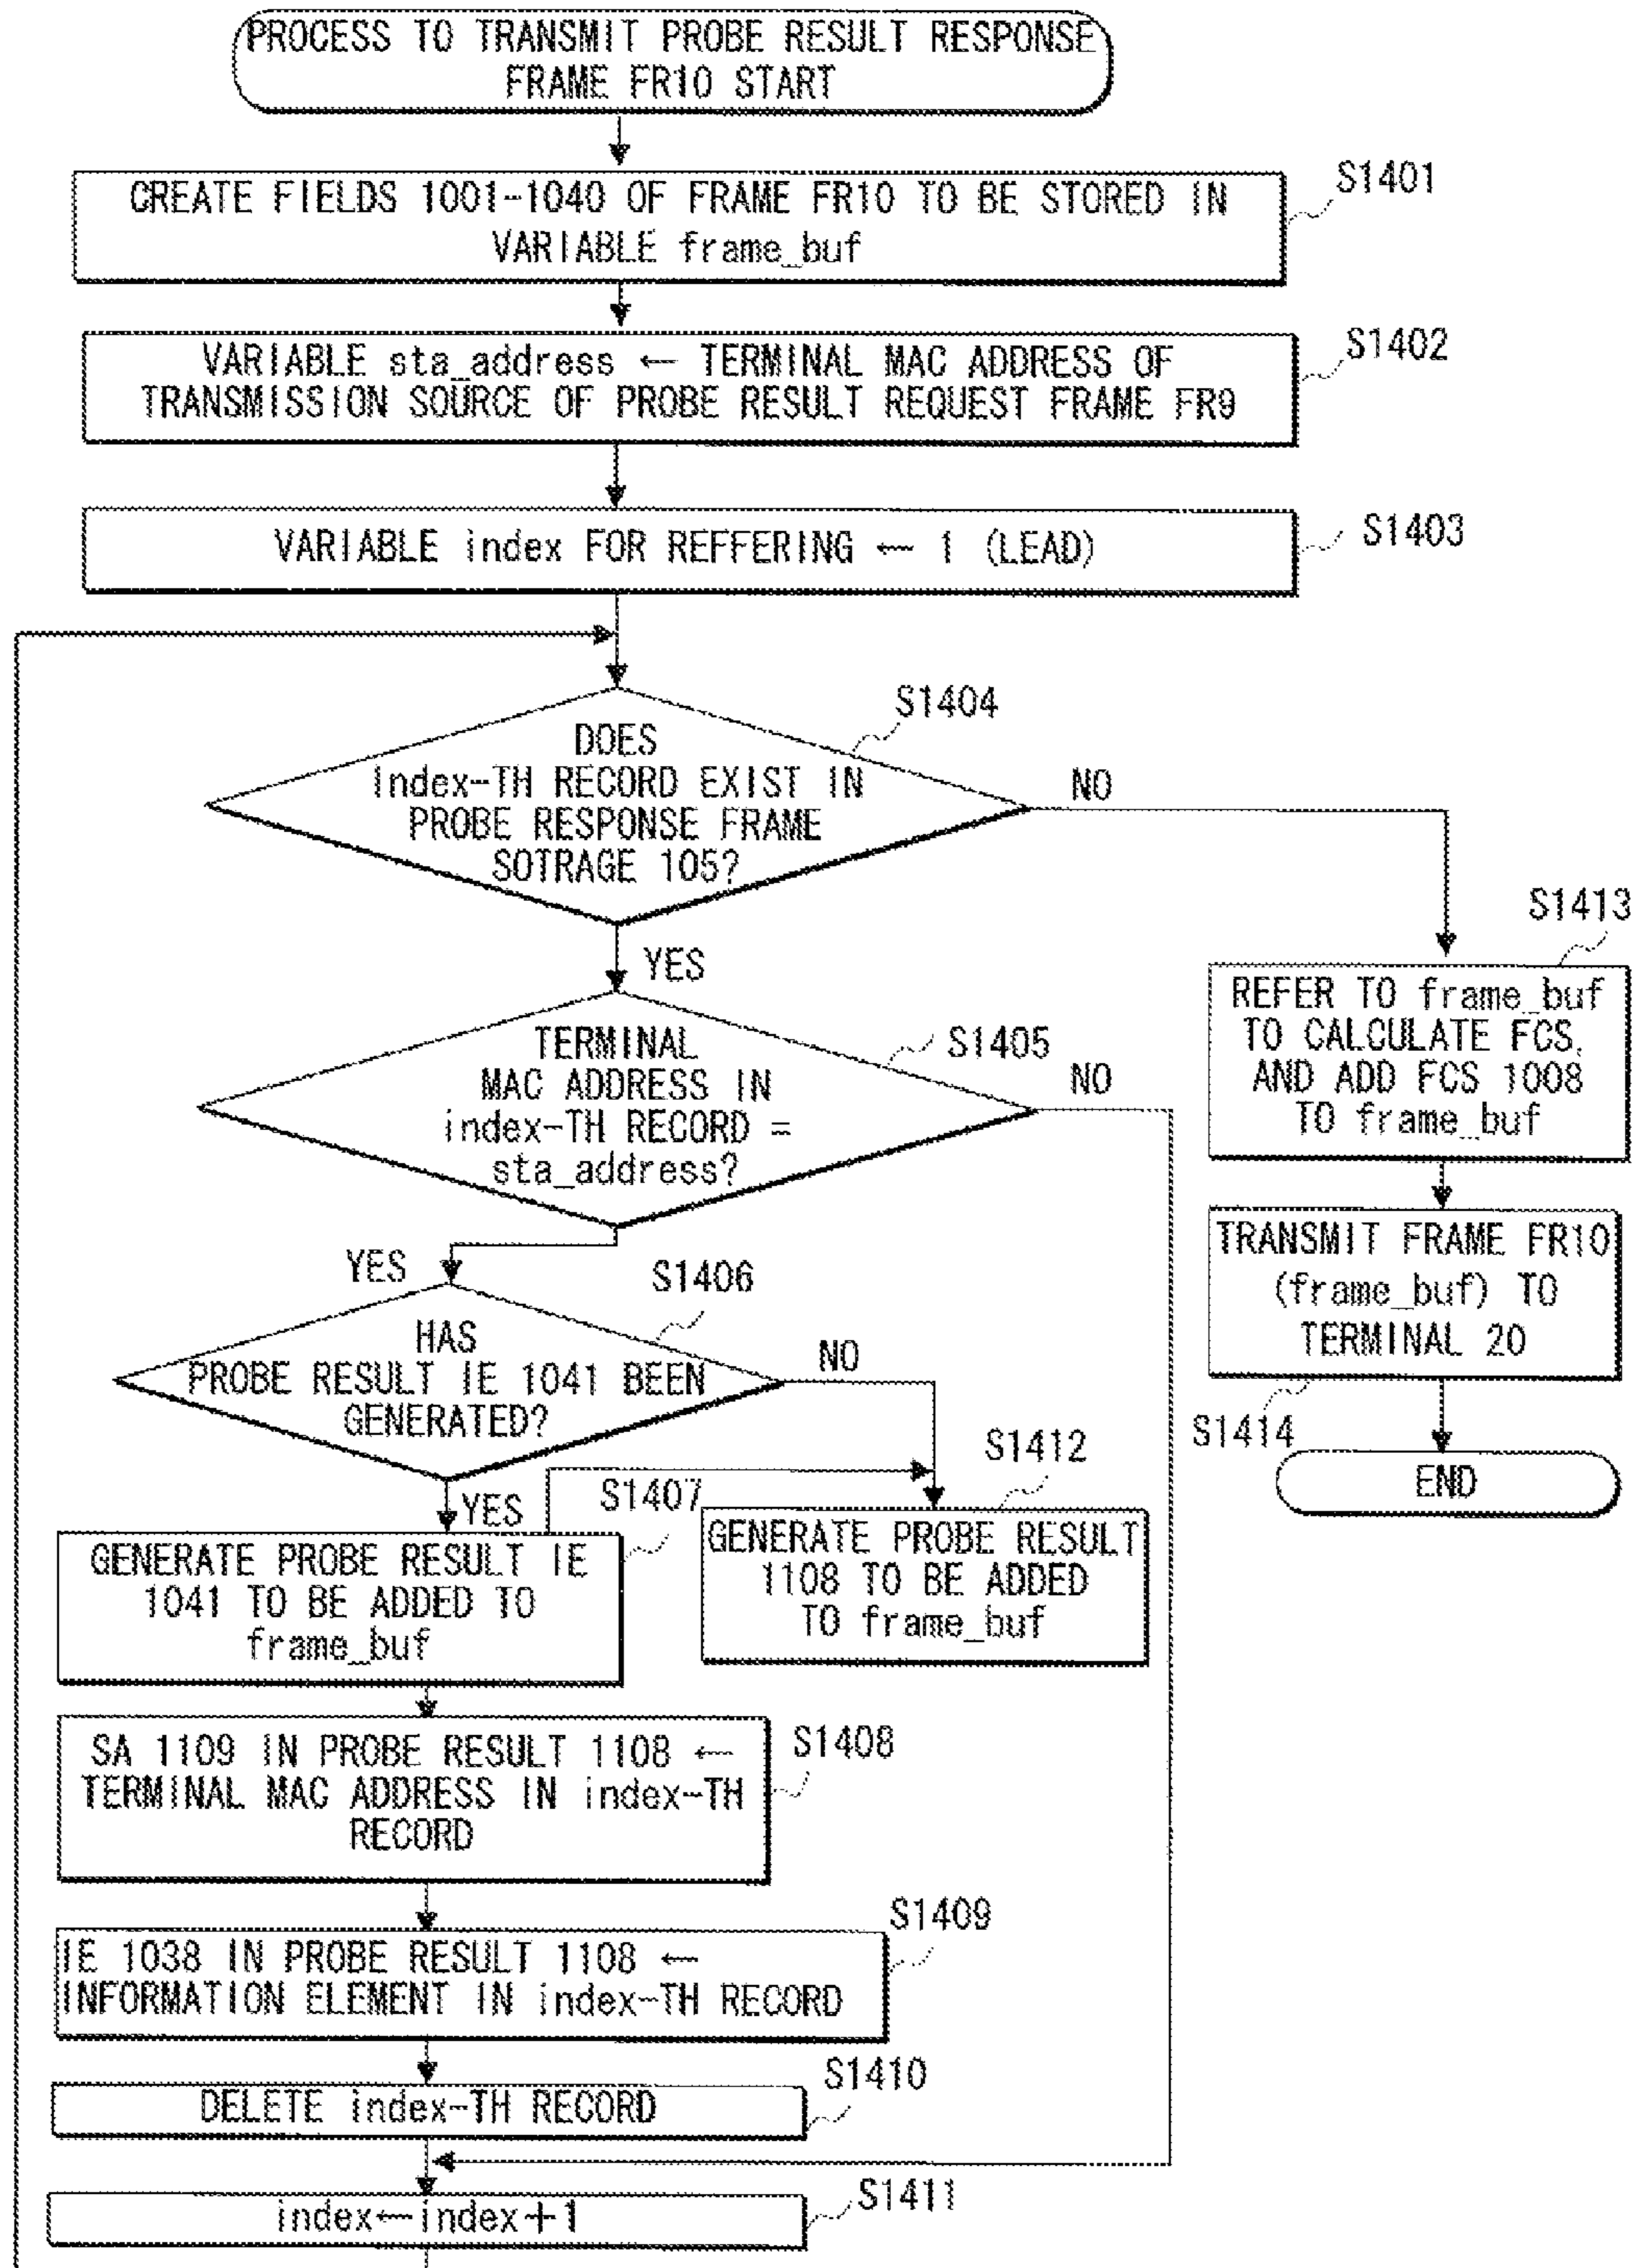 PROCESS TO TRANSMIT PROBE RESULT RESPONSE
FRAME FR10 START
CREATE FIELDS 1001-1040 OF FRAME FR10 TO BE STORED IN
VARIABLE frame_buf
S1401
VARIABLE sta_address ← TERMINAL MAC ADDRESS OF
TRANSMISSION SOURCE OF PROBE RESULT REQUEST FRAME FR9
S1402
VARIABLE index FOR REFFERING ← 1 (LEAD)
S1403
S1404
DOES
index-TH RECORD EXIST IN
PROBE RESPONSE FRAME
SOTRAGE 105?
NO
YES
S1405
TERMINAL
MAC ADDRESS IN
index-TH RECORD =
sta_address?
NO
YES
S1413
REFER TO frame_buf
TO CALCULATE FCS,
AND ADD FCS 1008
TO frame_buf
TRANSMIT FRAME FR10
(frame_buf) TO
TERMINAL 20
S1414
END
S1406
HAS
PROBE RESULT IE 1041 BEEN
GENERATED?
NO
YES
S1407
GENERATE PROBE RESULT IE
1041 TO BE ADDED TO
frame_buf
S1412
GENERATE PROBE RESULT
1108 TO BE ADDED
TO frame_buf
SA 1109 IN PROBE RESULT 1108 ←
TERMINAL MAC ADDRESS IN index-TH
RECORD
S1408
IE 1038 IN PROBE RESULT 1108 ←
INFORMATION ELEMENT IN index-TH RECORD
S1409
DELETE index-TH RECORD
S1410
index←index+1
S1411